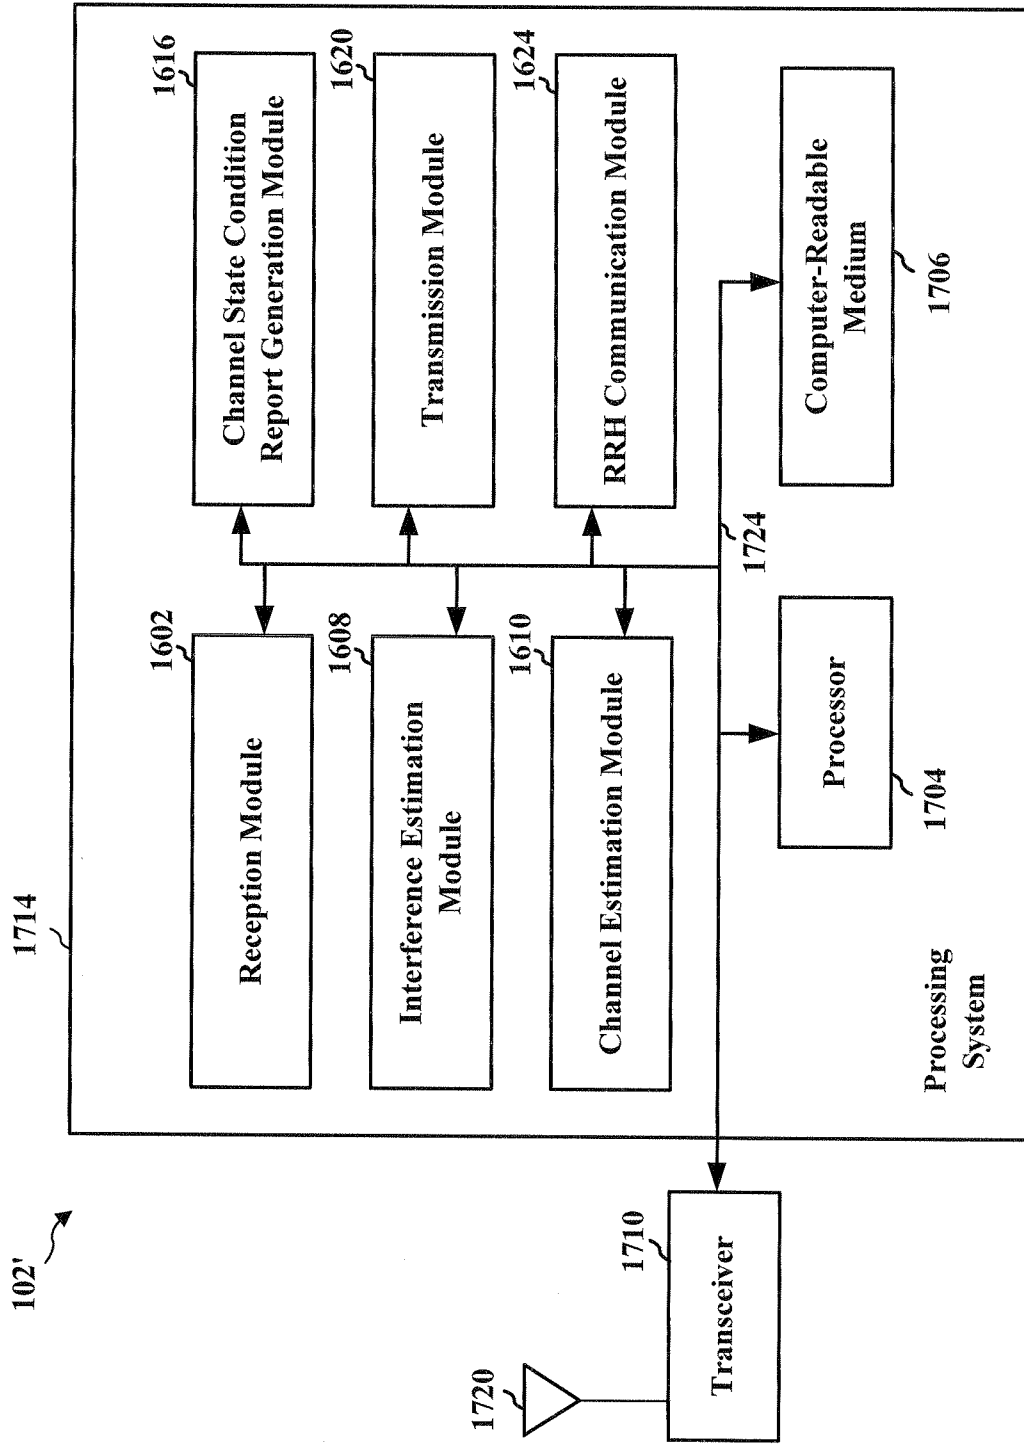 102'
1714
1602
Reception Module
1616
Channel State Condition
Report Generation Module
1608
Interference Estimation
Module
1620
Transmission Module
1610
Channel Estimation Module
1624
RRH Communication Module
1724
1720
1710
Transceiver
Processor
1704
Computer-Readable
Medium
1706
Processing
System